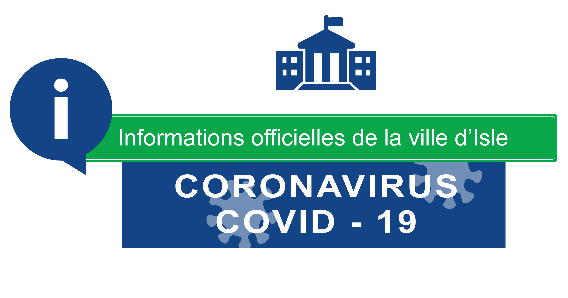 i
Informations officielles de la ville d'Isle
CORONAVIRUS
COVID - 19